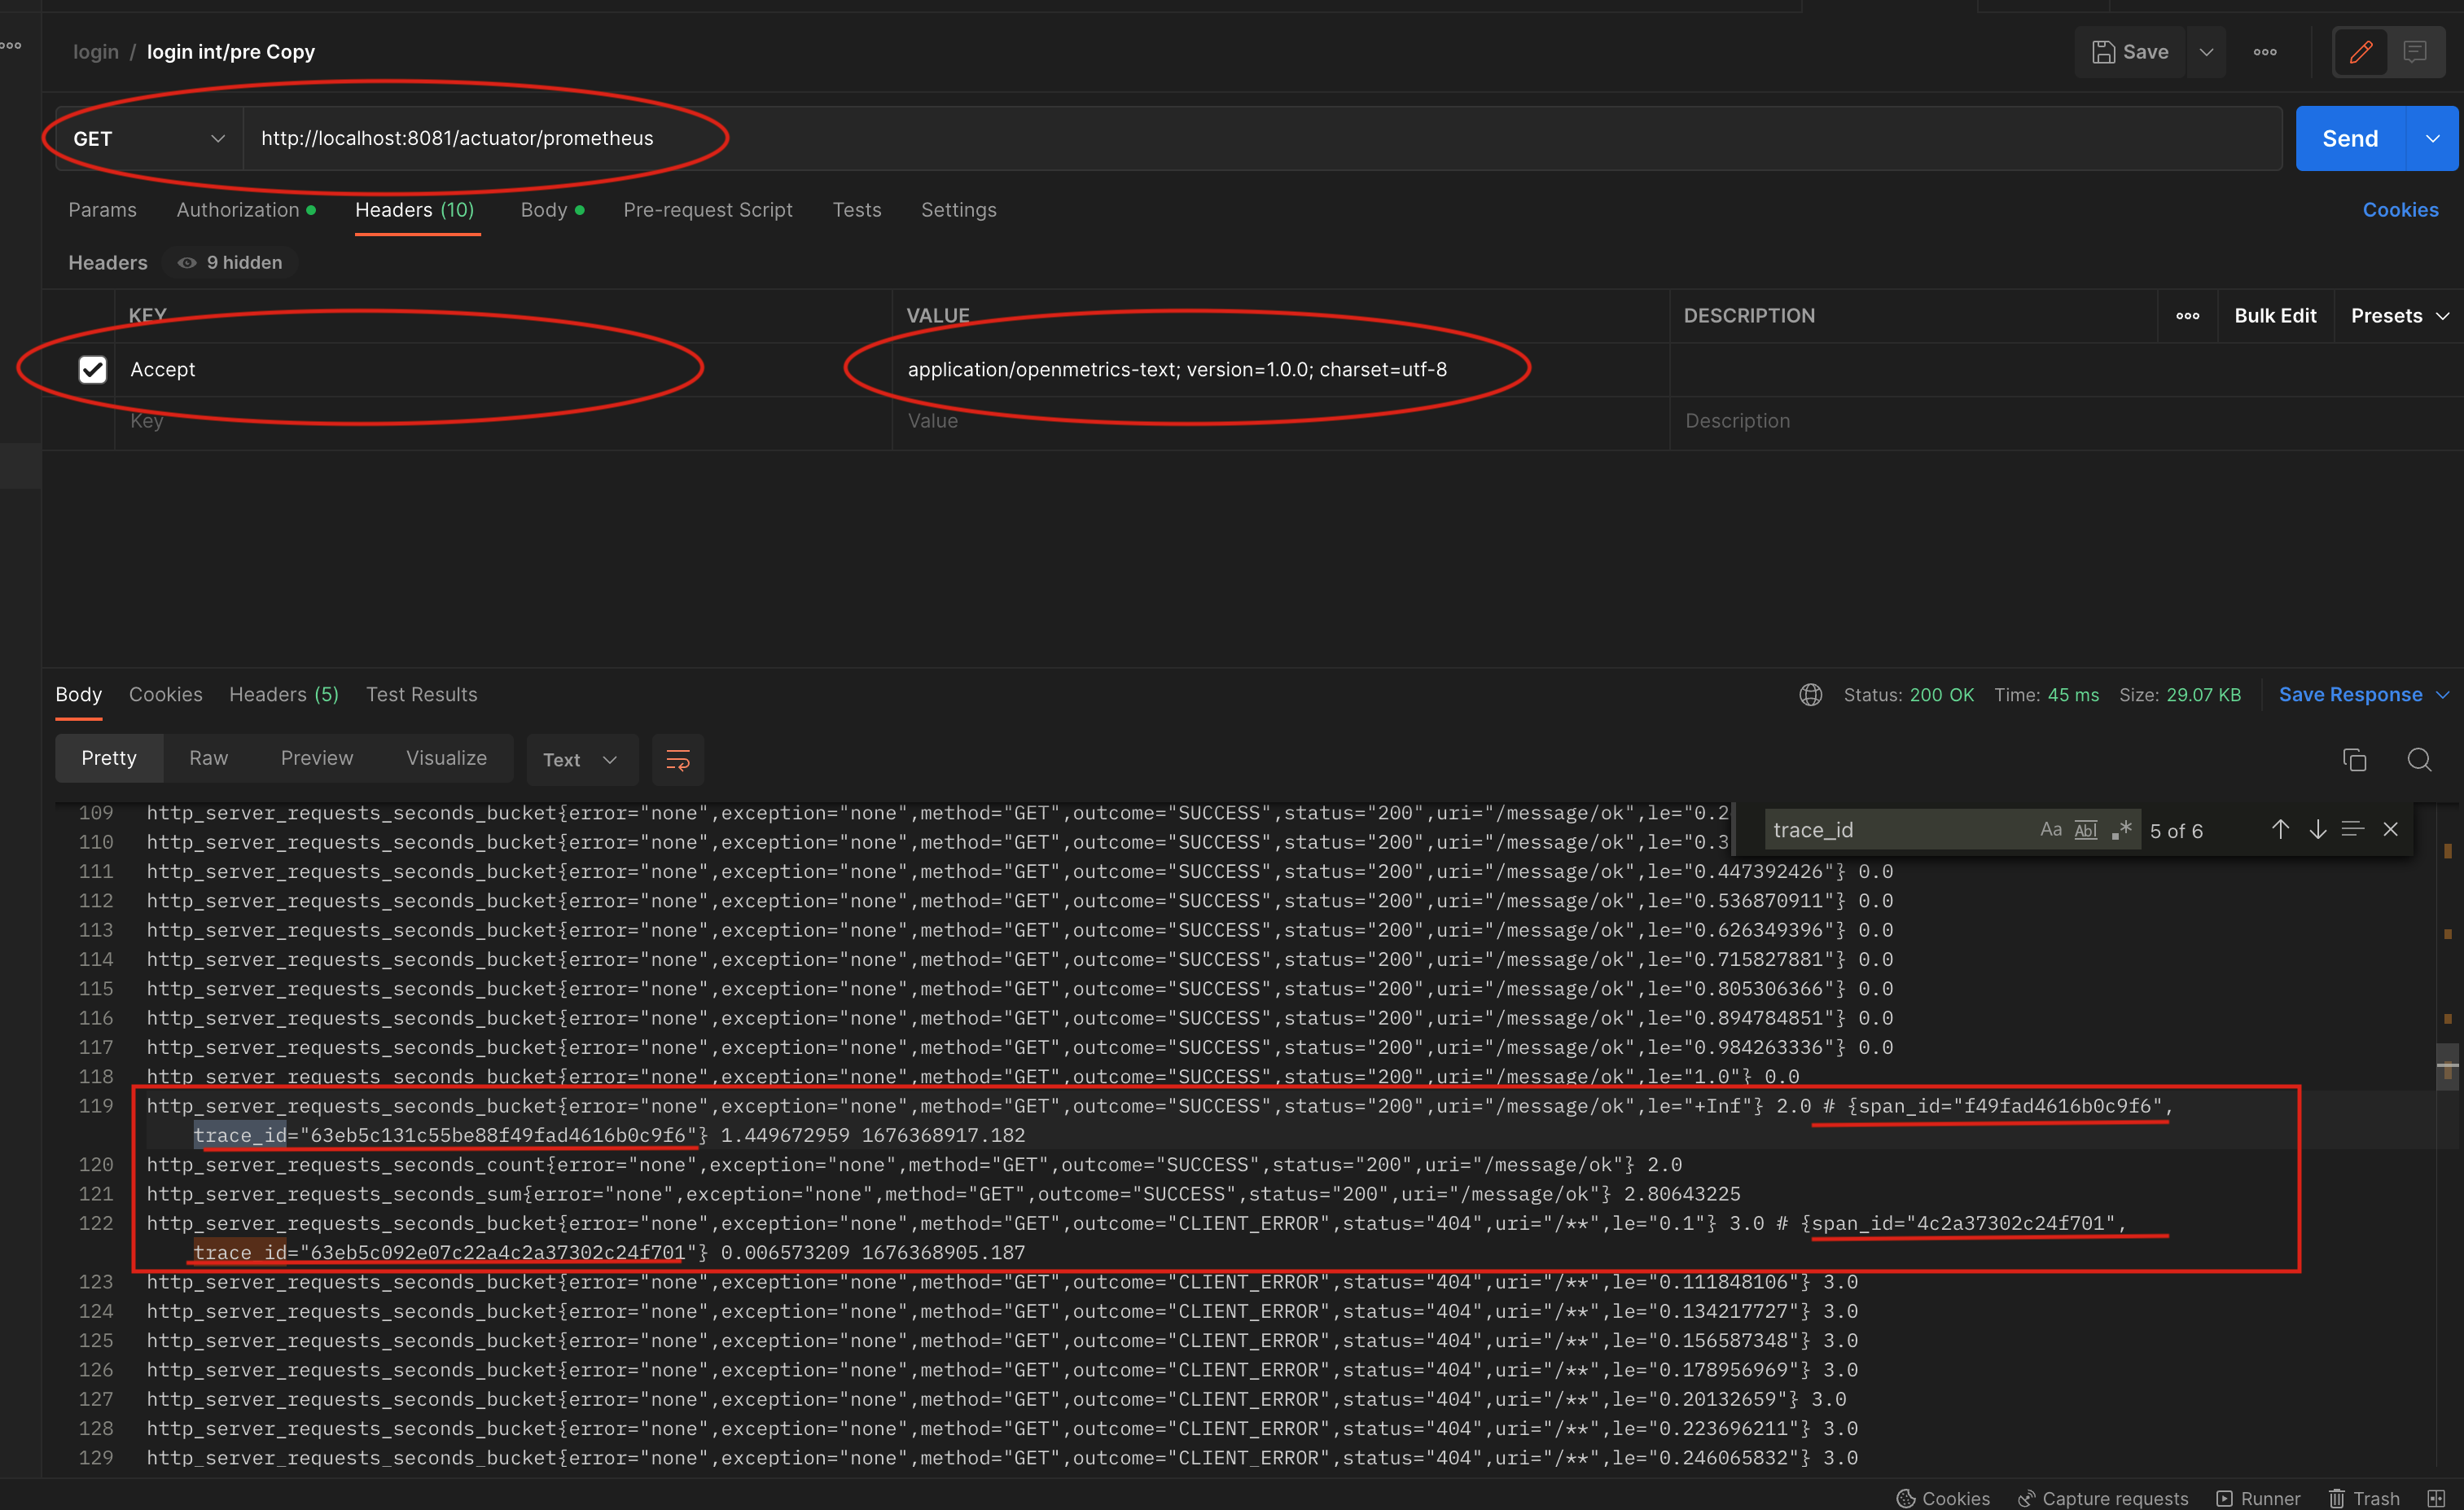 login / login int/pre Copy
Save
GET http://localhost:8081/actuator/prometheus Send
Params Authorization Headers (10) Body Pre-request Script Tests Settings Cookies
Headers 9 hidden
KEY VALUE DESCRIPTION Bulk Edit Presets
Accept application/openmetrics-text; version=1.0.0; charset=utf-8
Key Value Description
Body Cookies Headers (5) Test Results Status: 200 OK Time: 45 ms Size: 29.07 KB Save Response
Pretty Raw Preview Visualize Text
trace_id Aa Abl .* 5 of 6
109 http_server_requests_seconds_bucket{error="none",exception="none",method="GET",outcome="SUCCESS",status="200",uri="/message/ok",le="0.2
110 http_server_requests_seconds_bucket{error="none",exception="none",method="GET",outcome="SUCCESS",status="200",uri="/message/ok",le="0.3
111 http_server_requests_seconds_bucket{error="none",exception="none",method="GET",outcome="SUCCESS",status="200",uri="/message/ok",le="0.447392426"} 0.0
112 http_server_requests_seconds_bucket{error="none",exception="none",method="GET",outcome="SUCCESS",status="200",uri="/message/ok",le="0.536870911"} 0.0
113 http_server_requests_seconds_bucket{error="none",exception="none",method="GET",outcome="SUCCESS",status="200",uri="/message/ok",le="0.626349396"} 0.0
114 http_server_requests_seconds_bucket{error="none",exception="none",method="GET",outcome="SUCCESS",status="200",uri="/message/ok",le="0.715827881"} 0.0
115 http_server_requests_seconds_bucket{error="none",exception="none",method="GET",outcome="SUCCESS",status="200",uri="/message/ok",le="0.805306366"} 0.0
116 http_server_requests_seconds_bucket{error="none",exception="none",method="GET",outcome="SUCCESS",status="200",uri="/message/ok",le="0.894784851"} 0.0
117 http_server_requests_seconds_bucket{error="none",exception="none",method="GET",outcome="SUCCESS",status="200",uri="/message/ok",le="0.984263336"} 0.0
118 http_server_requests_seconds_bucket{error="none",exception="none",method="GET",outcome="SUCCESS",status="200",uri="/message/ok",le="1.0"} 0.0
119 http_server_requests_seconds_bucket{error="none",exception="none",method="GET",outcome="SUCCESS",status="200",uri="/message/ok",le="+Inf"} 2.0 # {span_id="f49fad4616b0c9f6",
trace_id="63eb5c131c55be88f49fad4616b0c9f6"} 1.449672959 1676368917.182
120 http_server_requests_seconds_count{error="none",exception="none",method="GET",outcome="SUCCESS",status="200",uri="/message/ok"} 2.0
121 http_server_requests_seconds_sum{error="none",exception="none",method="GET",outcome="SUCCESS",status="200",uri="/message/ok"} 2.80643225
122 http_server_requests_seconds_bucket{error="none",exception="none",method="GET",outcome="CLIENT_ERROR",status="404",uri="/**",le="0.1"} 3.0 # {span_id="4c2a37302c24f701",
trace_id="63eb5c092e07c22a4c2a37302c24f701"} 0.006573209 1676368905.187
123 http_server_requests_seconds_bucket{error="none",exception="none",method="GET",outcome="CLIENT_ERROR",status="404",uri="/**",le="0.111848106"} 3.0
124 http_server_requests_seconds_bucket{error="none",exception="none",method="GET",outcome="CLIENT_ERROR",status="404",uri="/**",le="0.134217727"} 3.0
125 http_server_requests_seconds_bucket{error="none",exception="none",method="GET",outcome="CLIENT_ERROR",status="404",uri="/**",le="0.156587348"} 3.0
126 http_server_requests_seconds_bucket{error="none",exception="none",method="GET",outcome="CLIENT_ERROR",status="404",uri="/**",le="0.178956969"} 3.0
127 http_server_requests_seconds_bucket{error="none",exception="none",method="GET",outcome="CLIENT_ERROR",status="404",uri="/**",le="0.20132659"} 3.0
128 http_server_requests_seconds_bucket{error="none",exception="none",method="GET",outcome="CLIENT_ERROR",status="404",uri="/**",le="0.223696211"} 3.0
129 http_server_requests_seconds_bucket{error="none",exception="none",method="GET",outcome="CLIENT_ERROR",status="404",uri="/**",le="0.246065832"} 3.0
Cookies Capture requests Runner Trash